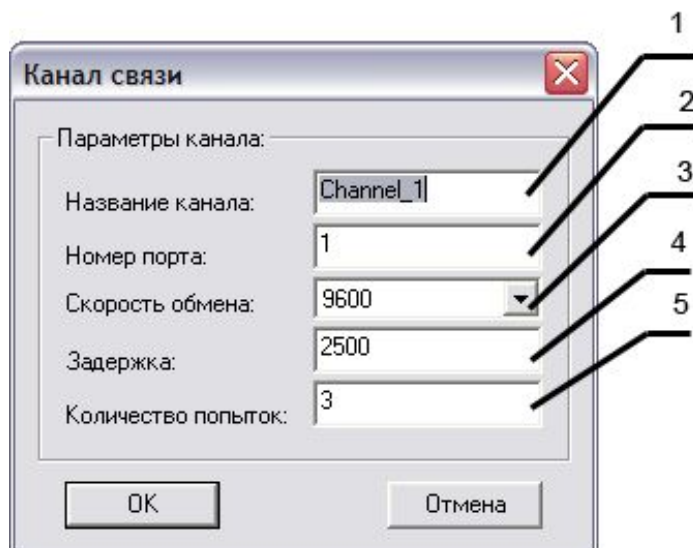 1
Канал связи
2
Параметры канала:
3
Название канала: Channel_1
Номер порта: 1
4
Скорость обмена: 9600
5
Задержка: 2500
Количество попыток: 3
OK Отмена